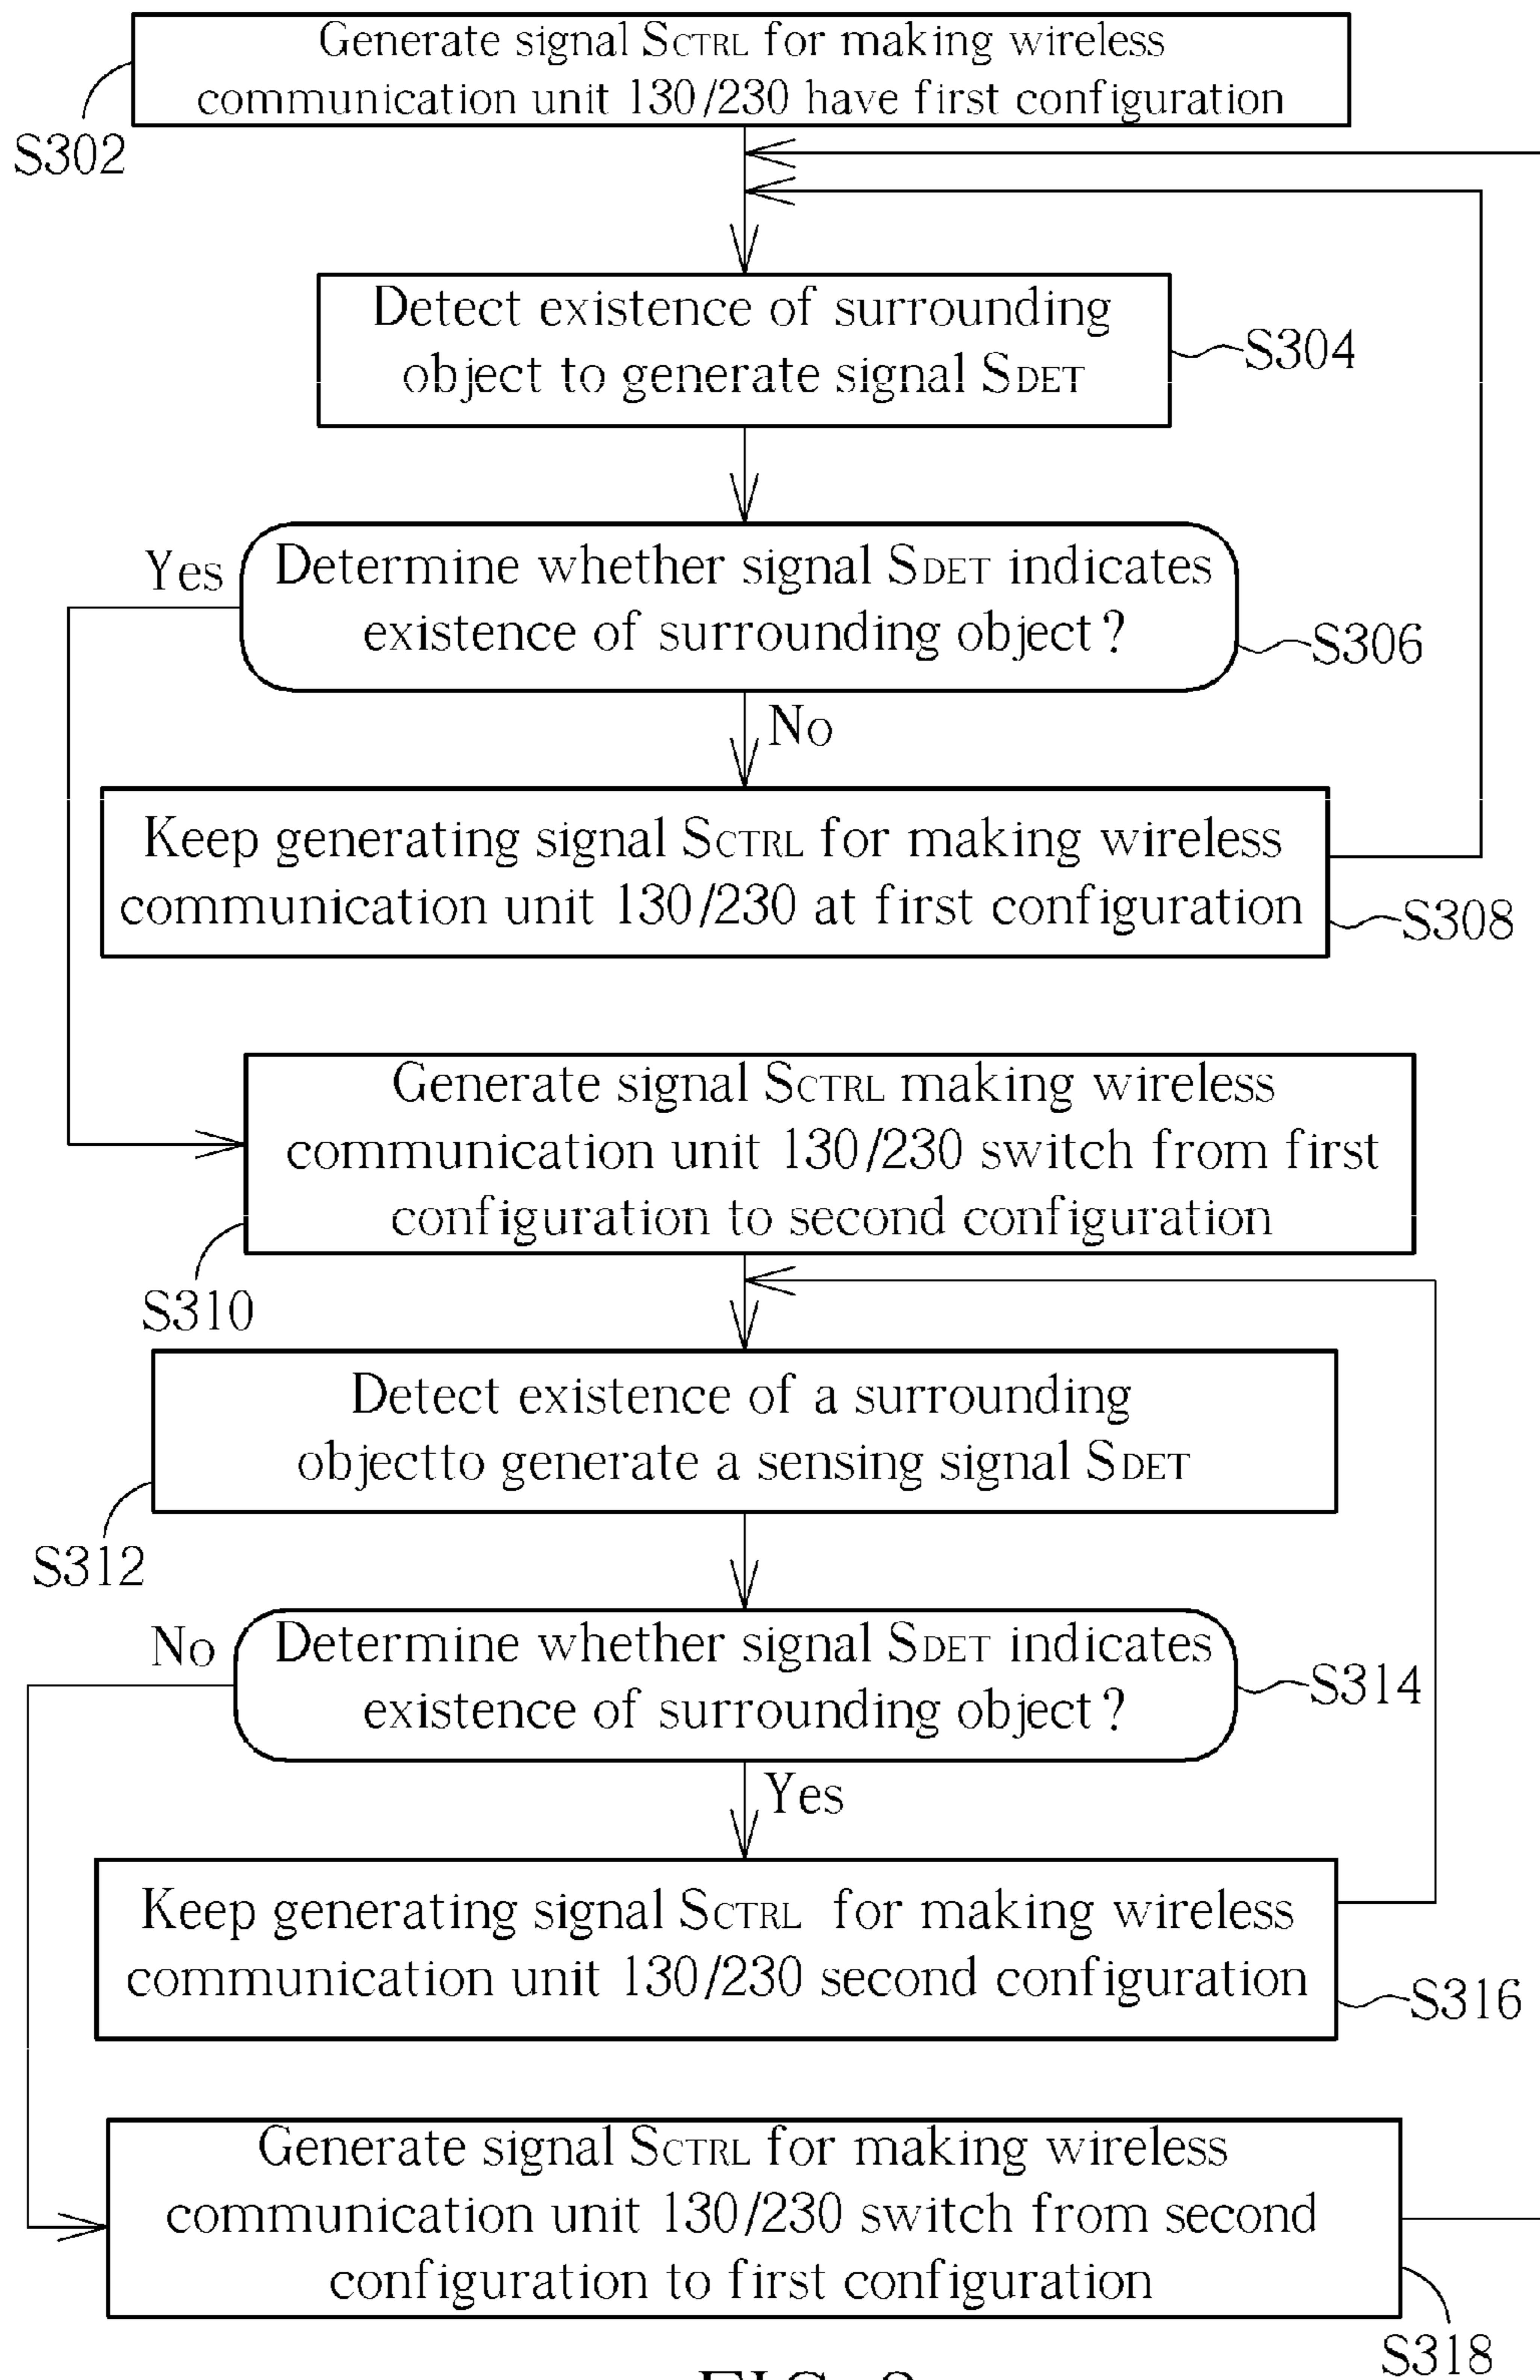 Generate signal SCTRL for making wireless
communication unit 130/230 have first configuration
S302
Detect existence of surrounding
object to generate signal SDET
S304
Yes
Determine whether signal SDET indicates
existence of surrounding object?
S306
No
Keep generating signal SCTRL for making wireless
communication unit 130/230 at first configuration
S308
Generate signal SCTRL making wireless
communication unit 130/230 switch from first
configuration to second configuration
S310
Detect existence of a surrounding
objectto generate a sensing signal SDET
S312
No
Determine whether signal SDET indicates
existence of surrounding object?
S314
Yes
Keep generating signal SCTRL for making wireless
communication unit 130/230 second configuration
S316
Generate signal SCTRL for making wireless
communication unit 130/230 switch from second
configuration to first configuration
S318
FIG.